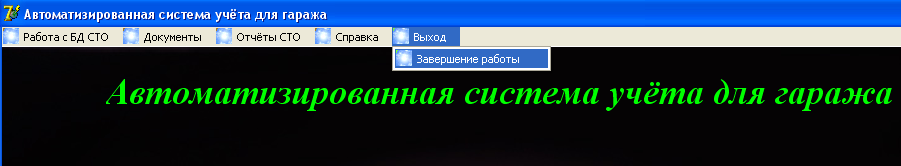 Автоматизированная система учёта для гаража
Работа с БД СТО Документы Отчёты СТО Справка Выход
Завершение работы
Автоматизированная система учёта для гаража